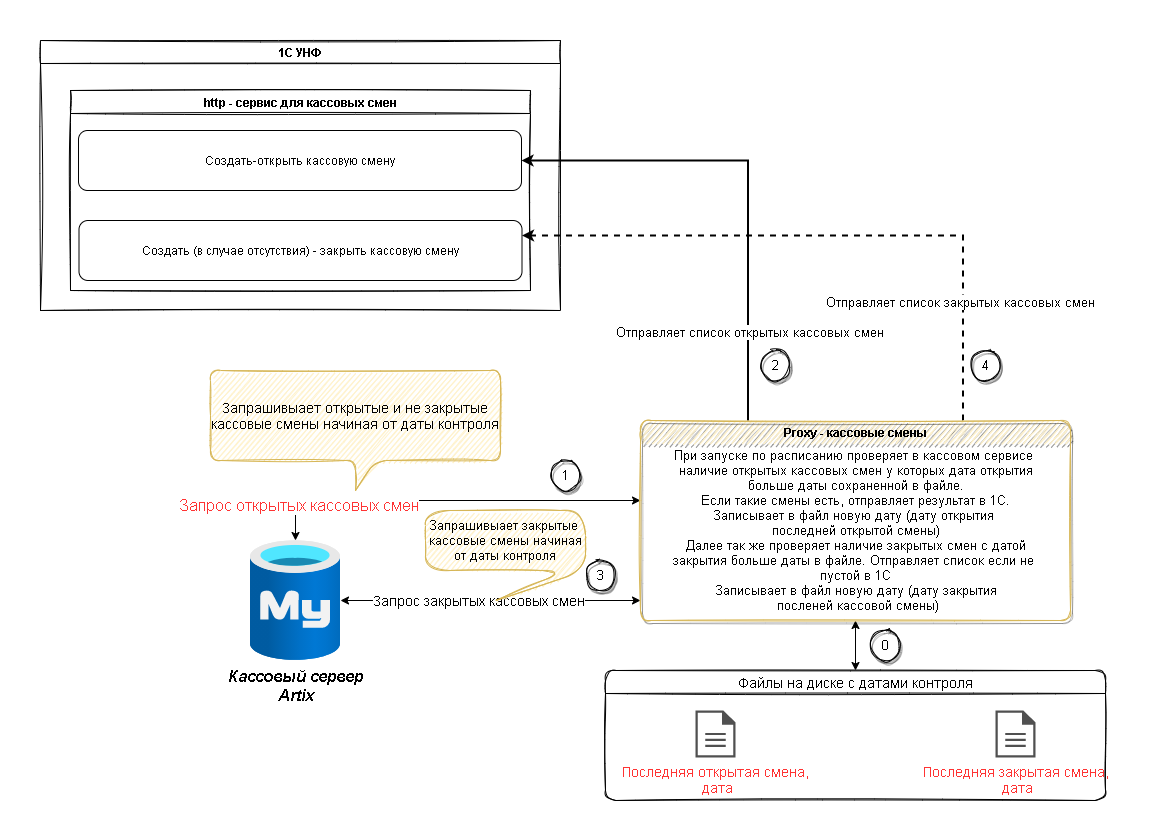 1С УНФ
http - сервис для кассовых смен
Создать-открыть кассовую смену
Создать (в случае отсутствия) - закрыть кассовую смену
Отправляет список закрытых кассовых смен
Отправляет список открытых кассовых смен
2
4
Запрашивыает открытые и не закрытые
кассовые смены начиная от даты контроля
1
Запрос открытых кассовых смен
Запрашивыает закрытые
кассовые смены начиная
от даты контроля
3
Запрос закрытых кассовых смен
My
Кассовый сервер
Artix
Proxy - кассовые смены
При запуске по расписанию проверяет в кассовом сервисе
наличие открытых кассовых смен у которых дата открытия
больше даты сохраненной в файле.
Если такие смены есть, отправляет результат в 1С.
Записывает в файл новую дату (дату открытия
последней открытой смены)
Далее так же проверяет наличие закрытых смен с датой
закрытия больше даты в файле. Отправляет список если не
пустой в 1С
Записывает в файл новую дату (дату закрытия
посленей кассовой смены)
0
Файлы на диске с датами контроля
Последняя открытая смена,
дата
Последняя закрытая смена,
дата